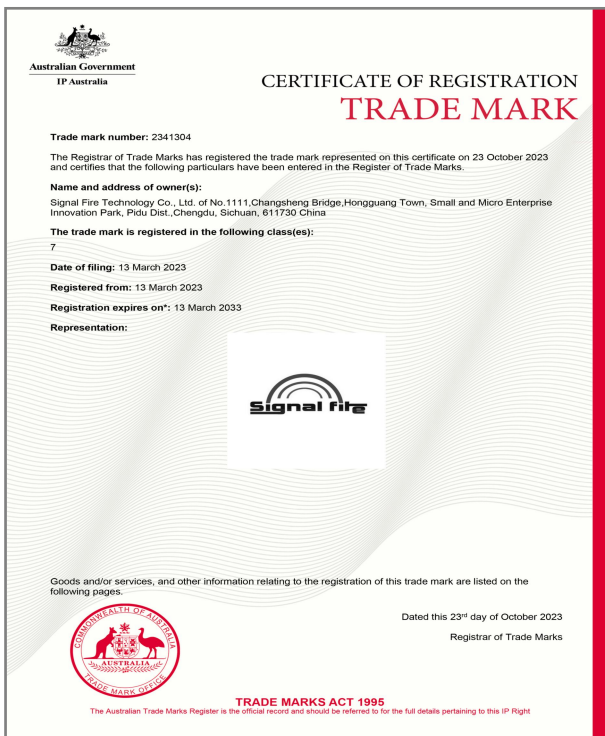 Australian Government
IP Australia
CERTIFICATE OF REGISTRATION
TRADE MARK
Trade mark number: 2341304
The Registrar of Trade Marks has registered the trade mark represented on this certificate on 23 October 2023
and certifies that the following particulars have been entered in the Register of Trade Marks.
Name and address of owner(s):
Signal Fire Technology Co., Ltd. of No.1111,Changsheng Bridge,Hongguang Town, Small and Micro Enterprise
Innovation Park, Pidu Dist.,Chengdu, Sichuan, 611730 China
The trade mark is registered in the following class(es):
7
Date of filing: 13 March 2023
Registered from: 13 March 2023
Registration expires on*: 13 March 2033
Representation:
Signal fire
Goods and/or services, and other information relating to the registration of this trade mark are listed on the
following pages.
Dated this 23rd day of October 2023
Registrar of Trade Marks
COMMONWEALTH OF AUSTRALIA
AUSTRALIA
TRADE MARK OFFICE
TRADE MARKS ACT 1995
The Australian Trade Marks Register is the official record and should be referred to for the full details pertaining to this IP Right